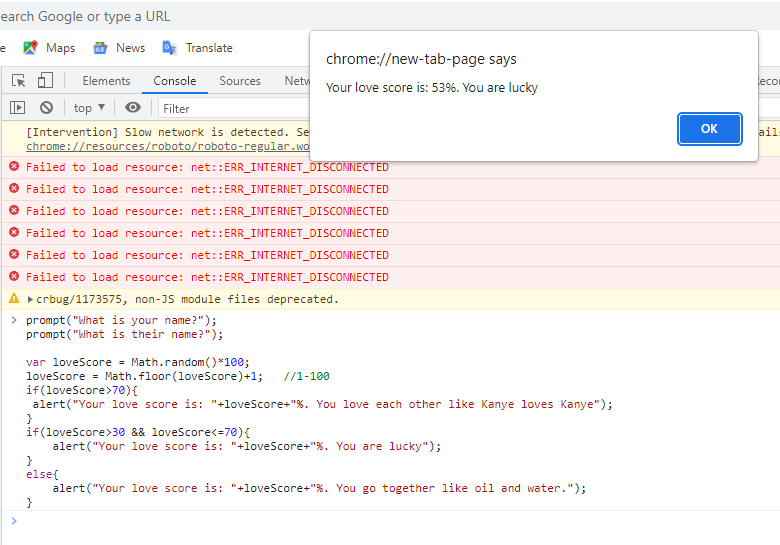 earch Google or type a URL
e Maps News Translate
chrome://new-tab-page says
Your love score is: 53%. You are lucky
OK
Elements Console Sources Netw ecor
top Filter
[Intervention] Slow network is detected. Se ails
chrome://resources/roboto/roboto-regular.wo
Failed to load resource: net::ERR_INTERNET_DISCONNECTED
Failed to load resource: net::ERR_INTERNET_DISCONNECTED
Failed to load resource: net::ERR_INTERNET_DISCONNECTED
Failed to load resource: net::ERR_INTERNET_DISCONNECTED
Failed to load resource: net::ERR_INTERNET_DISCONNECTED
Failed to load resource: net::ERR_INTERNET_DISCONNECTED
crbug/1173575, non-JS module files deprecated.
prompt("What is your name?");
prompt("What is their name?");
var loveScore = Math.random()*100;
loveScore = Math.floor(loveScore)+1; //1-100
if(loveScore>70){
alert("Your love score is: "+loveScore+"%. You love each other like Kanye loves Kanye");
}
if(loveScore>30 && loveScore<=70){
alert("Your love score is: "+loveScore+"%. You are lucky");
}
else{
alert("Your love score is: "+loveScore+"%. You go together like oil and water.");
}